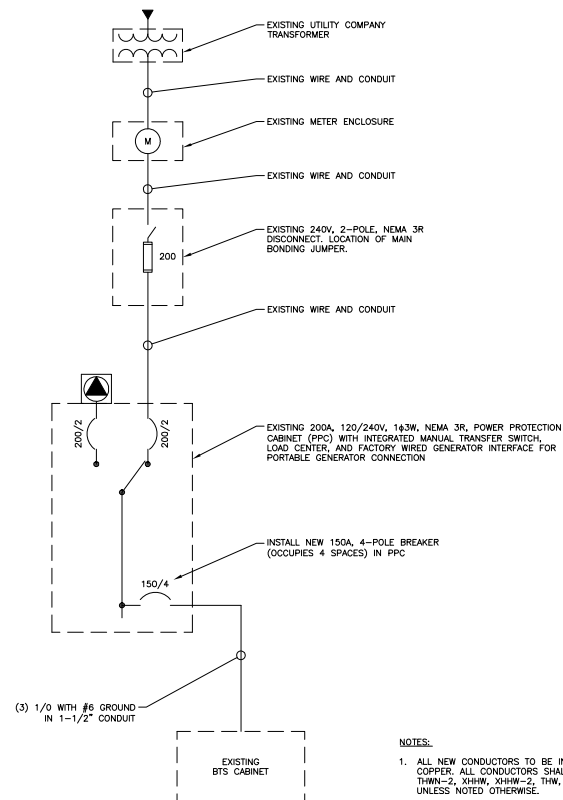 EXISTING UTILITY COMPANY
TRANSFORMER
EXISTING WIRE AND CONDUIT
EXISTING METER ENCLOSURE
M
EXISTING WIRE AND CONDUIT
EXISTING 240V, 2-POLE, NEMA 3R
DISCONNECT. LOCATION OF MAIN
BONDING JUMPER.
200
EXISTING WIRE AND CONDUIT
200/2
200/2
EXISTING 200A, 120/240V, 1ϕ3W, NEMA 3R, POWER PROTECTION
CABINET (PPC) WITH INTEGRATED MANUAL TRANSFER SWITCH,
LOAD CENTER, AND FACTORY WIRED GENERATOR INTERFACE FOR
PORTABLE GENERATOR CONNECTION
INSTALL NEW 150A, 4-POLE BREAKER
(OCCUPIES 4 SPACES) IN PPC
150/4
(3) 1/0 WITH #6 GROUND
IN 1-1/2" CONDUIT
EXISTING
BTS CABINET
NOTES:
1. ALL NEW CONDUCTORS TO BE
COPPER. ALL CONDUCTORS
THWN-2, XHHW, XHHW-2, THW,
UNLESS NOTED OTHERWISE.